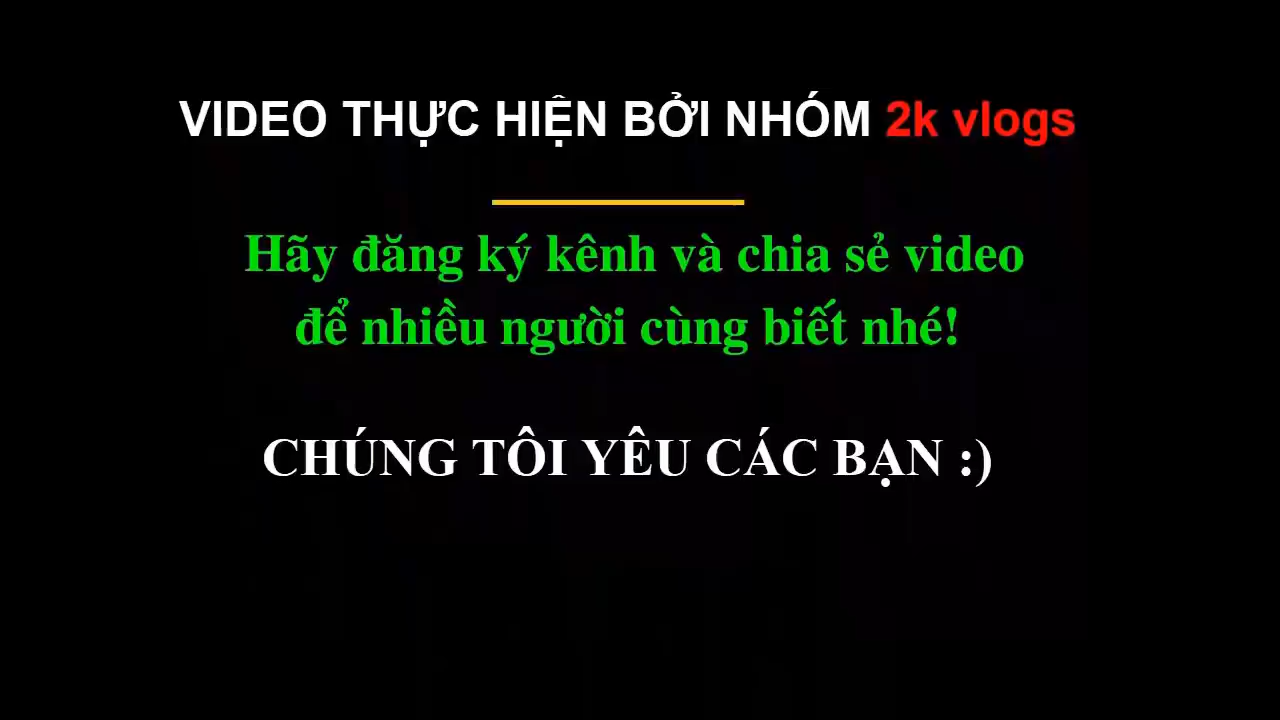 VIDEO THỰC HIỆN BỞI NHÓM 2k vlogs
Hãy đăng ký kênh và chia sẻ video
để nhiều người cùng biết nhé!
CHÚNG TÔI YÊU CÁC BẠN :)